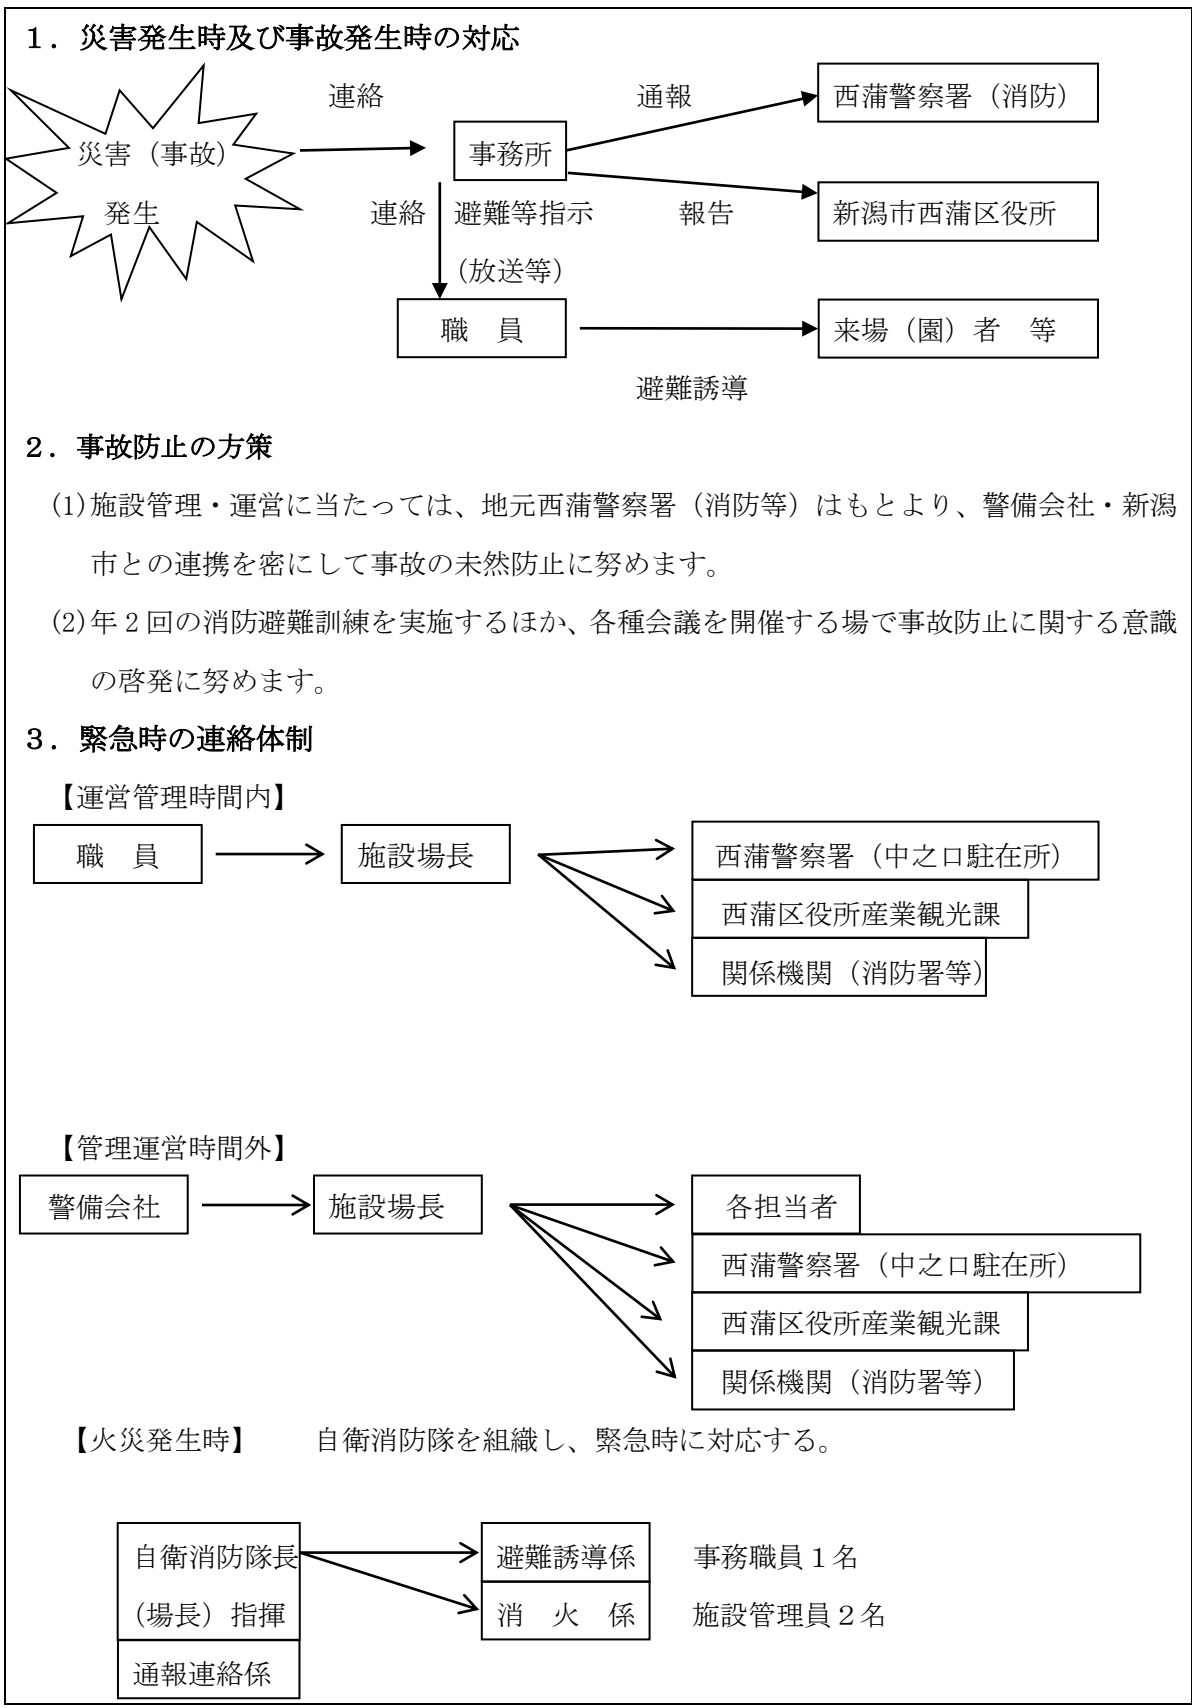 １．災害発生時及び事故発生時の対応
連絡
通報
西蒲警察署（消防）
災害（事故）
発生
事務所
連絡
避難等指示
(放送等）
報告
新潟市西蒲区役所
職　員
来場（園）者　等
避難誘導
２．事故防止の方策
(1)施設管理・運営に当たっては、地元西蒲警察署（消防等）はもとより、警備会社・新潟
市との連携を密にして事故の未然防止に努めます。
(2)年２回の消防避難訓練を実施するほか、各種会議を開催する場で事故防止に関する意識
の啓発に努めます。
３．緊急時の連絡体制
【運営管理時間内】
職　員
施設場長
西蒲警察署（中之口駐在所）
西蒲区役所産業観光課
関係機関（消防署等）
【管理運営時間外】
警備会社
施設場長
各担当者
西蒲警察署（中之口駐在所）
西蒲区役所産業観光課
関係機関（消防署等）
【火災発生時】　　自衛消防隊を組織し、緊急時に対応する。
自衛消防隊長
（場長）指揮
通報連絡係
避難誘導係　事務職員１名
消　火　係　施設管理員２名